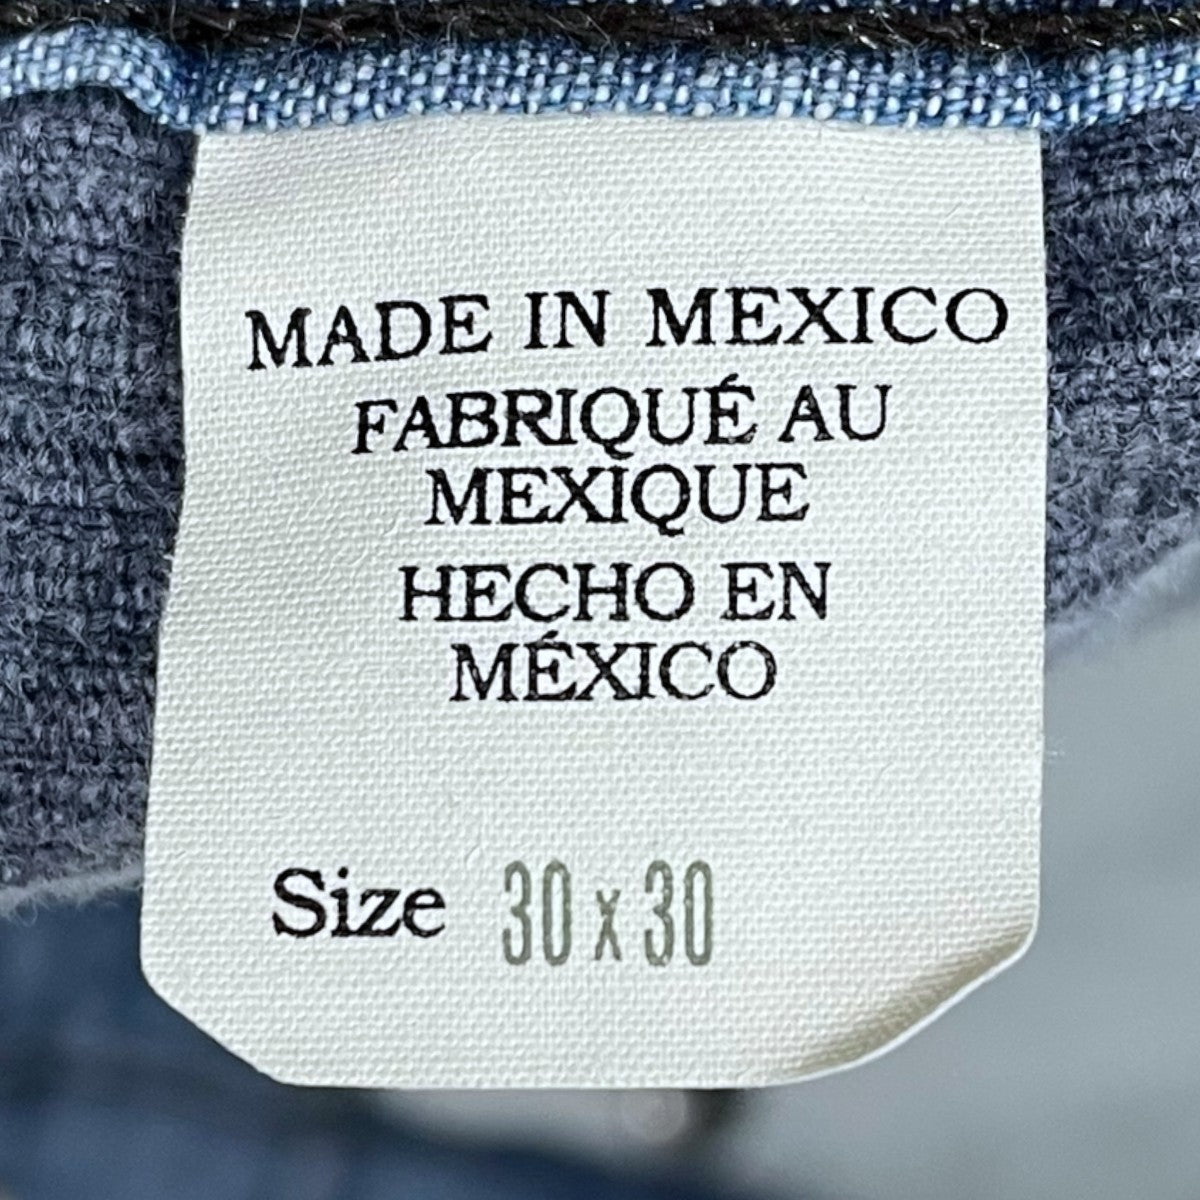 MADE IN MEXICO
FABRIQUÉ AU
MEXIQUE
HECHO EN
MÉXICO
Size 30 x 30